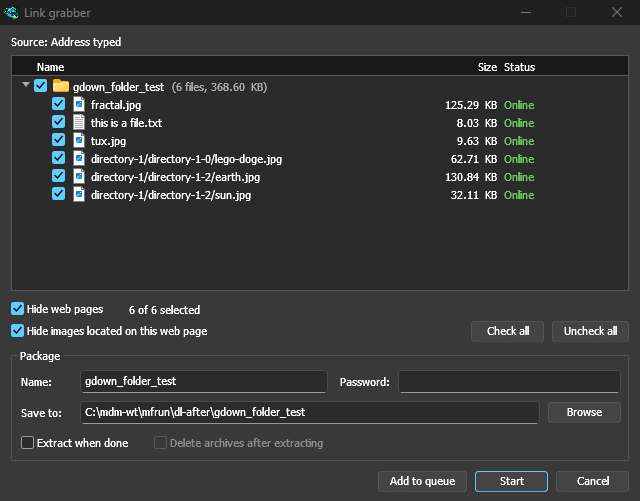 Link grabber
Source: Address typed
Name Size Status
gdown_folder_test (6 files, 368.60 KB)
fractal.jpg 125.29 KB Online
this is a file.txt 8.03 KB Online
tux.jpg 9.63 KB Online
directory-1/directory-1-0/lego-doge.jpg 62.71 KB Online
directory-1/directory-1-2/earth.jpg 130.84 KB Online
directory-1/directory-1-2/sun.jpg 32.11 KB Online
Hide web pages 6 of 6 selected
Hide images located on this web page Check all Uncheck all
Package
Name: gdown_folder_test Password:
Save to: C:\mdm-wt\mfrun\dl-after\gdown_folder_test Browse
Extract when done Delete archives after extracting
Add to queue Start Cancel